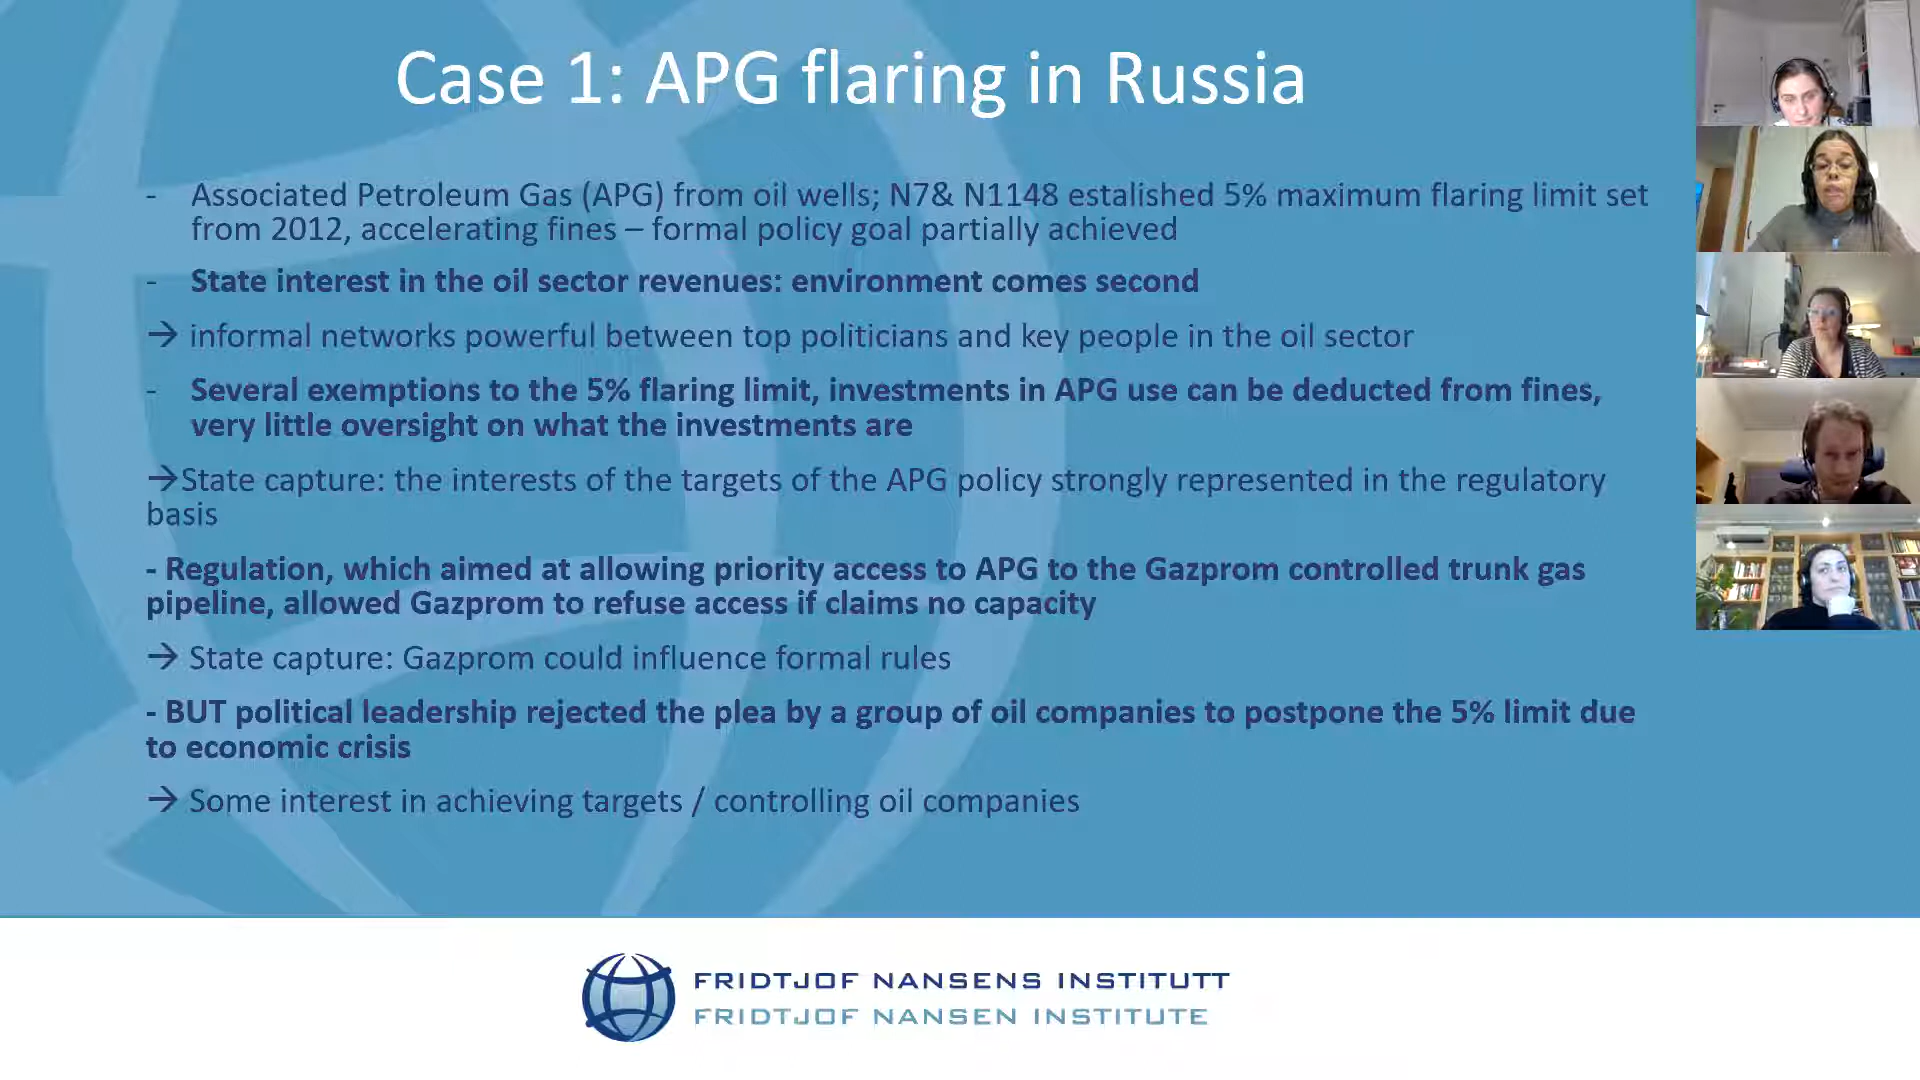 Case 1: APG flaring in Russia
- Associated Petroleum Gas (APG) from oil wells; N7& N1148 estalished 5% maximum flaring limit set
from 2012, accelerating fines – formal policy goal partially achieved
- State interest in the oil sector revenues: environment comes second
→ informal networks powerful between top politicians and key people in the oil sector
- Several exemptions to the 5% flaring limit, investments in APG use can be deducted from fines,
very little oversight on what the investments are
→State capture: the interests of the targets of the APG policy strongly represented in the regulatory
basis
- Regulation, which aimed at allowing priority access to APG to the Gazprom controlled trunk gas
pipeline, allowed Gazprom to refuse access if claims no capacity
→ State capture: Gazprom could influence formal rules
- BUT political leadership rejected the plea by a group of oil companies to postpone the 5% limit due
to economic crisis
→ Some interest in achieving targets / controlling oil companies
FRIDTJOF NANSENS INSTITUTT
FRIDTJOF NANSEN INSTITUTE